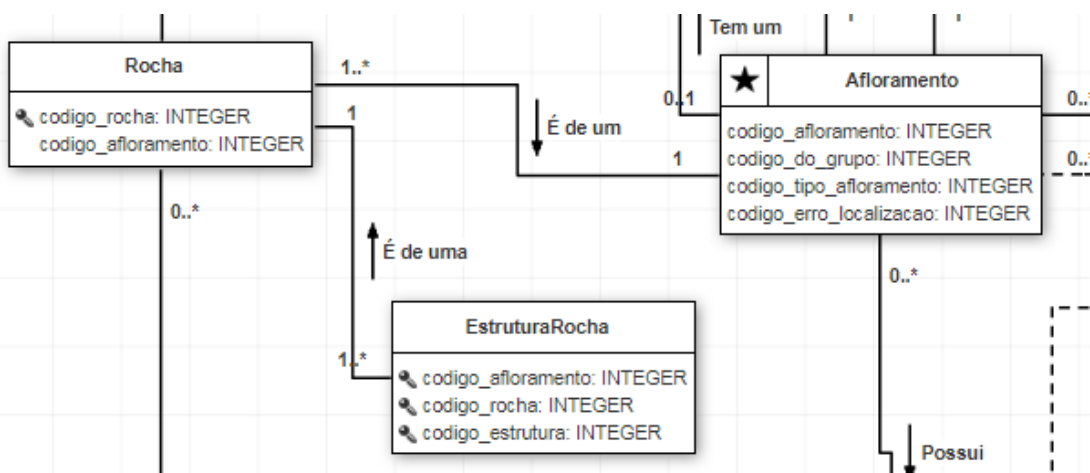 Tem um
Rocha
codigo_rocha: INTEGER
codigo_afloramento: INTEGER
1..*
1
É de um
1
0..1
Afloramento
codigo_afloramento: INTEGER
codigo_do_grupo: INTEGER
codigo_tipo_afloramento: INTEGER
codigo_erro_localizacao: INTEGER
0..*
É de uma
0..*
EstruturaRocha
1..*
codigo_afloramento: INTEGER
codigo_rocha: INTEGER
codigo_estrutura: INTEGER
Possui